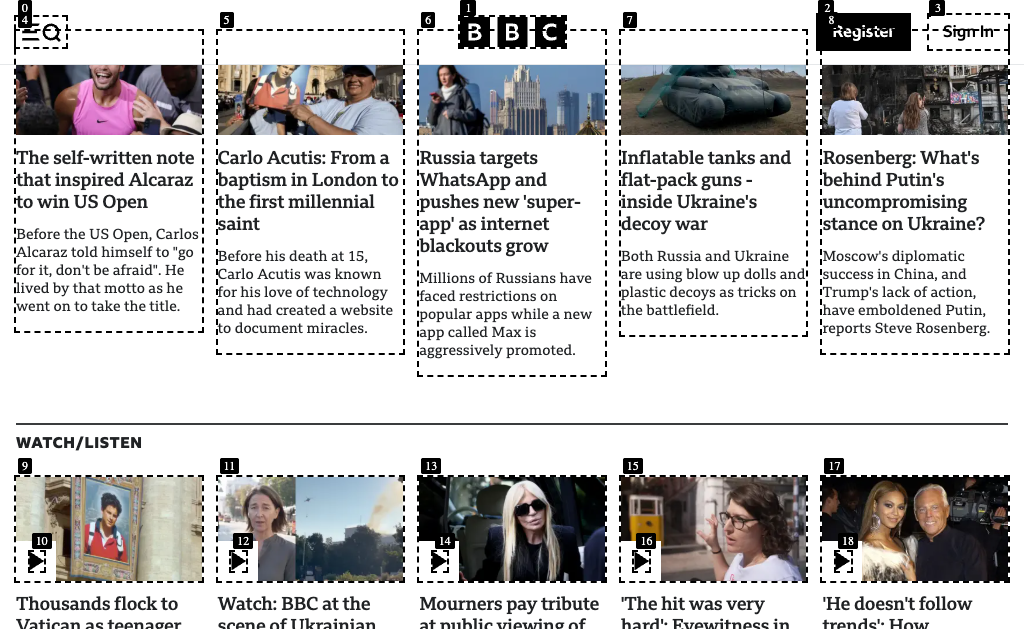 0
4
5
6
1
BBC
7
2
8
Register
3
Sign In
The self-written note
that inspired Alcaraz
to win US Open
Before the US Open, Carlos
Alcaraz told himself to "go
for it, don't be afraid". He
lived by that motto as he
went on to take the title.
Carlo Acutis: From a
baptism in London to
the first millennial
saint
Before his death at 15,
Carlo Acutis was known
for his love of technology
and had created a website
to document miracles.
Russia targets
WhatsApp and
pushes new 'super-
app' as internet
blackouts grow
Millions of Russians have
faced restrictions on
popular apps while a new
app called Max is
aggressively promoted.
Inflatable tanks and
flat-pack guns -
inside Ukraine's
decoy war
Both Russia and Ukraine
are using blow up dolls and
plastic decoys as tricks on
the battlefield.
Rosenberg: What's
behind Putin's
uncompromising
stance on Ukraine?
Moscow's diplomatic
success in China, and
Trump's lack of action,
have emboldened Putin,
reports Steve Rosenberg.
WATCH/LISTEN
9
10
Thousands flock to
Vatican as teenager
11
12
Watch: BBC at the
scene of Ukrainian
13
14
Mourners pay tribute
at public viewing of
15
16
'The hit was very
hard': Eyewitness in
17
18
'He doesn't follow
trends': How